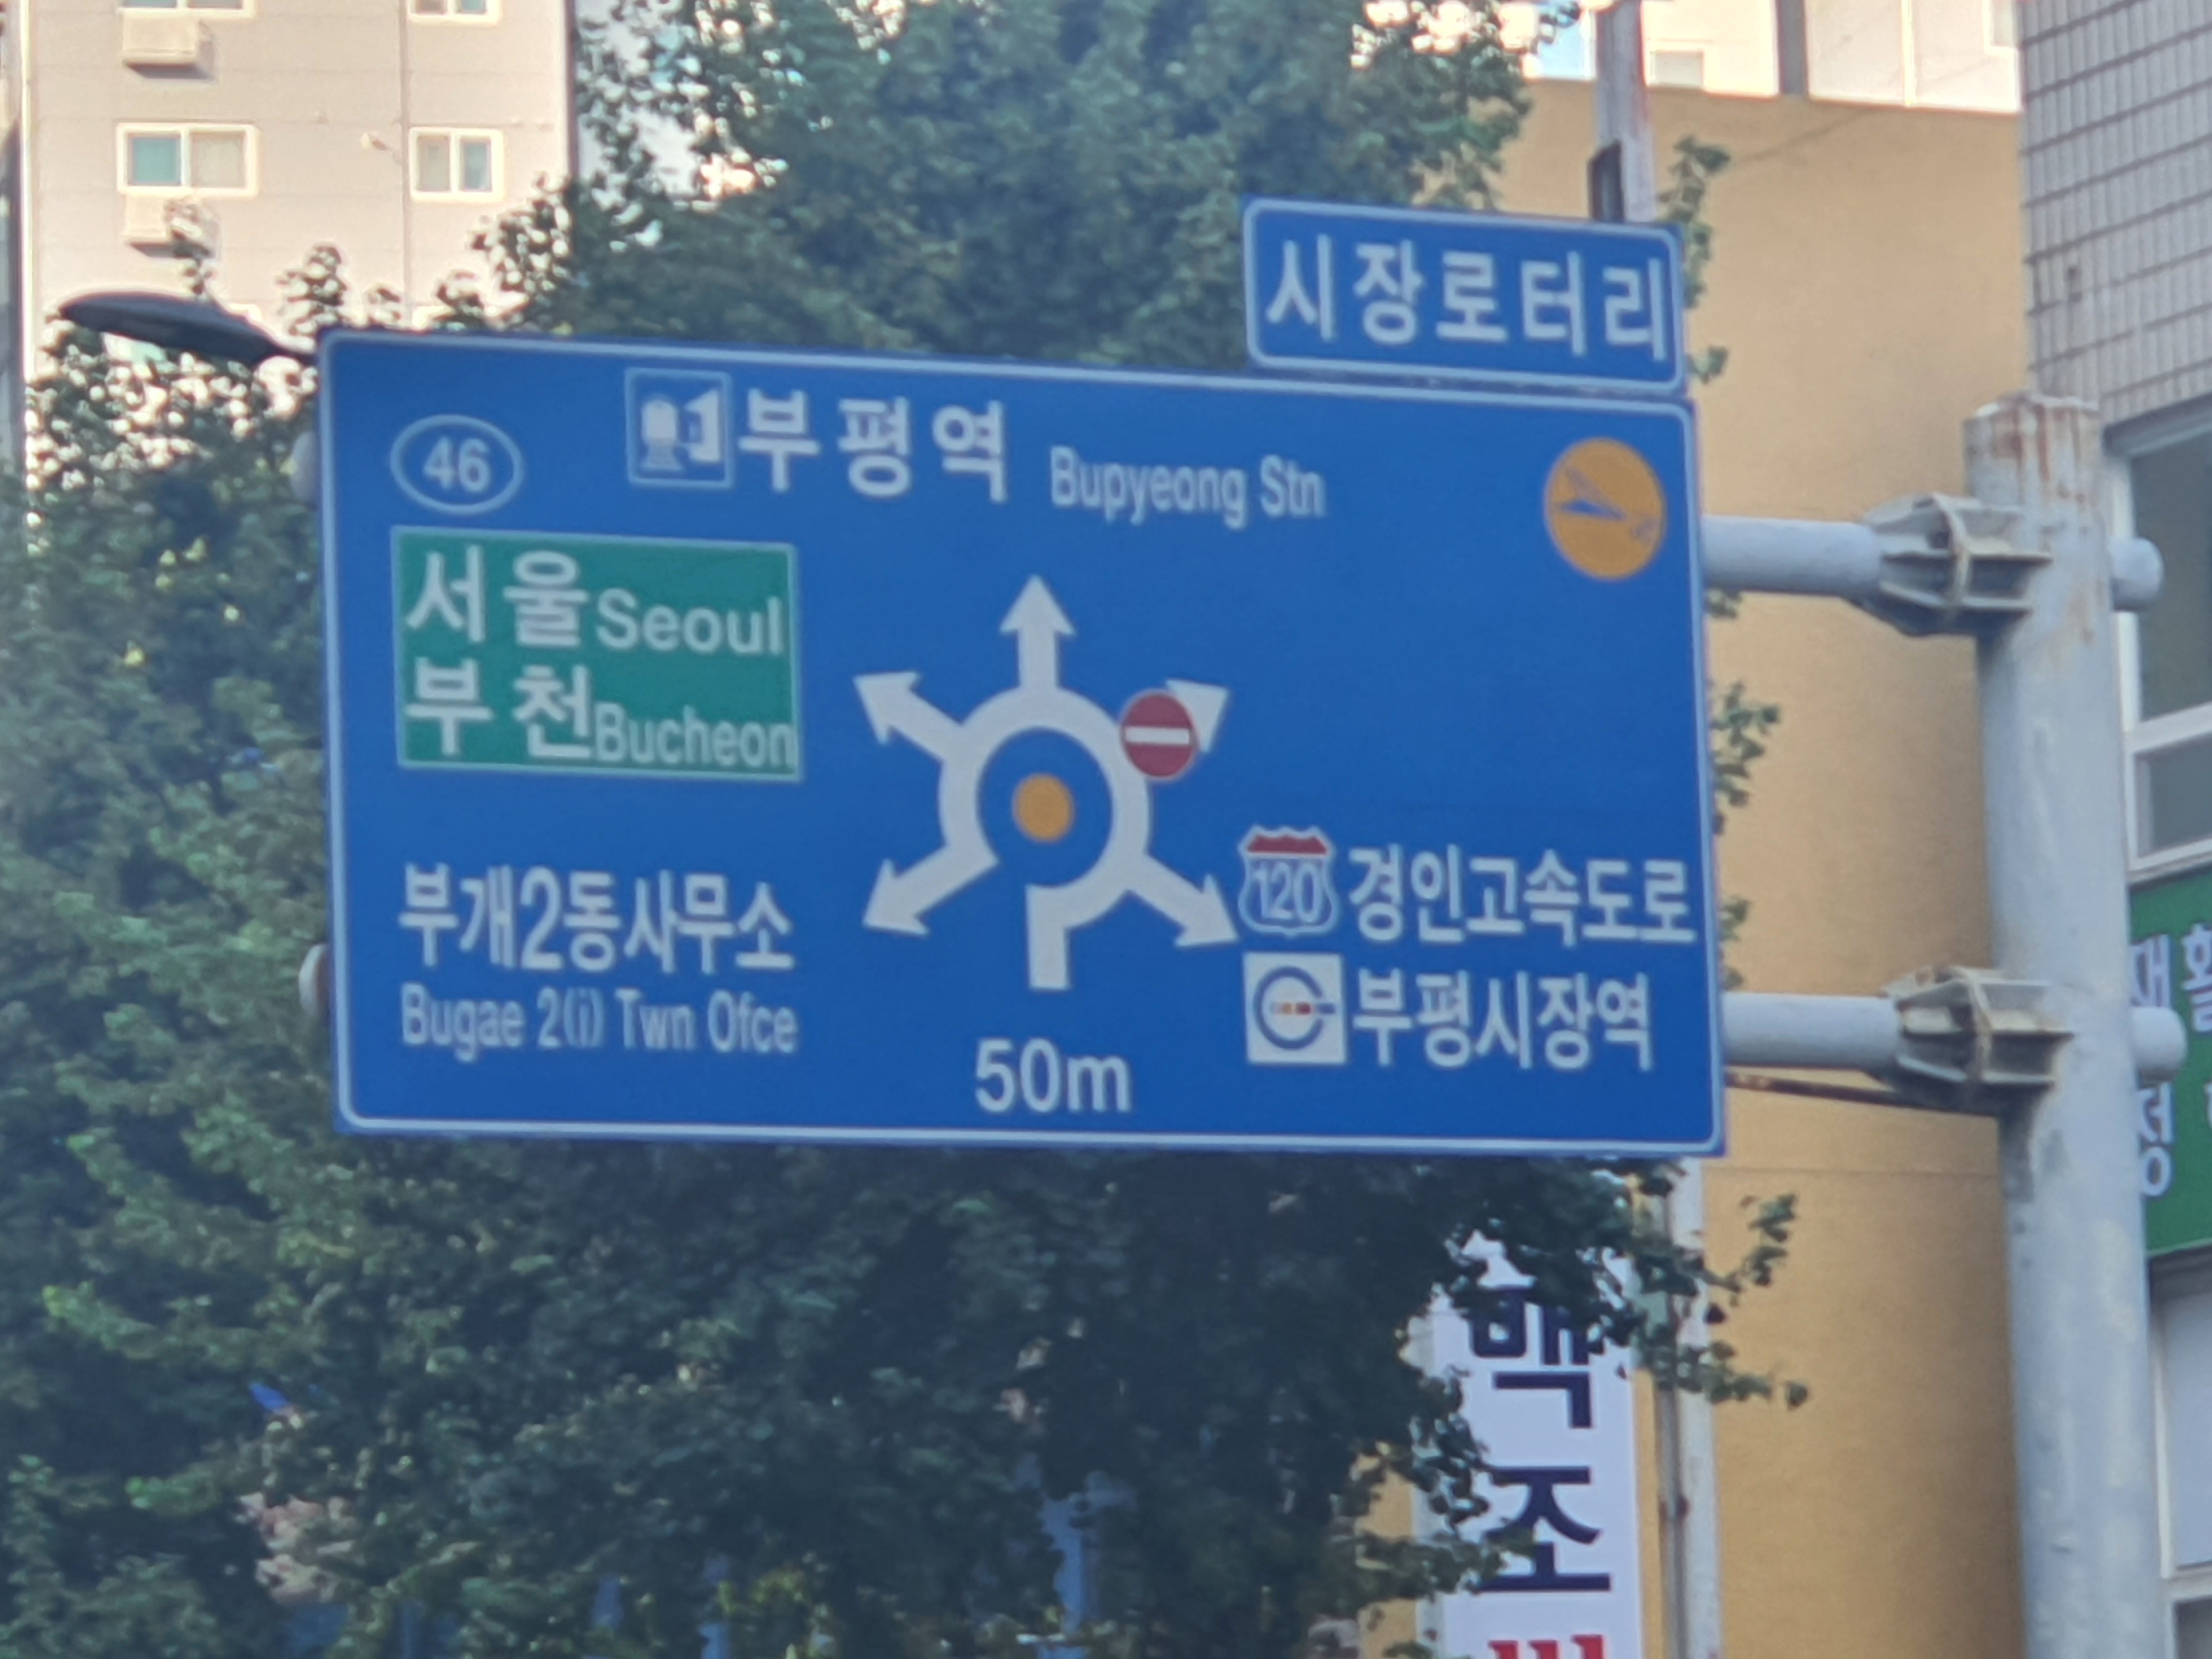 시장로터리
46
부평역 Bupyeong Stn
서울 Seoul
부천 Bucheon
120 경인고속도로
부개2동사무소
Bugae 2(i) Twn Ofce
부평시장역
50m
백
조